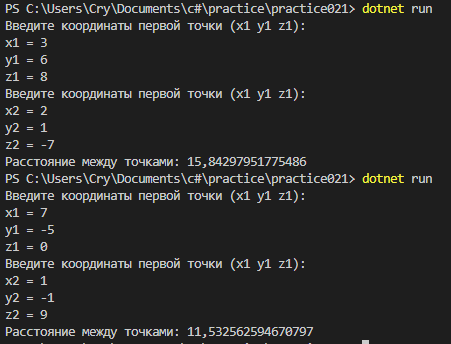 PS C:\Users\Cry\Documents\c#\practice\practice021> dotnet run
Введите координаты первой точки (x1 y1 z1):
x1 = 3
y1 = 6
z1 = 8
Введите координаты первой точки (x1 y1 z1):
x2 = 2
y2 = 1
z2 = -7
Расстояние между точками: 15,84297951775486
PS C:\Users\Cry\Documents\c#\practice\practice021> dotnet run
Введите координаты первой точки (x1 y1 z1):
x1 = 7
y1 = -5
z1 = 0
Введите координаты первой точки (x1 y1 z1):
x2 = 1
y2 = -1
z2 = 9
Расстояние между точками: 11,532562594670797